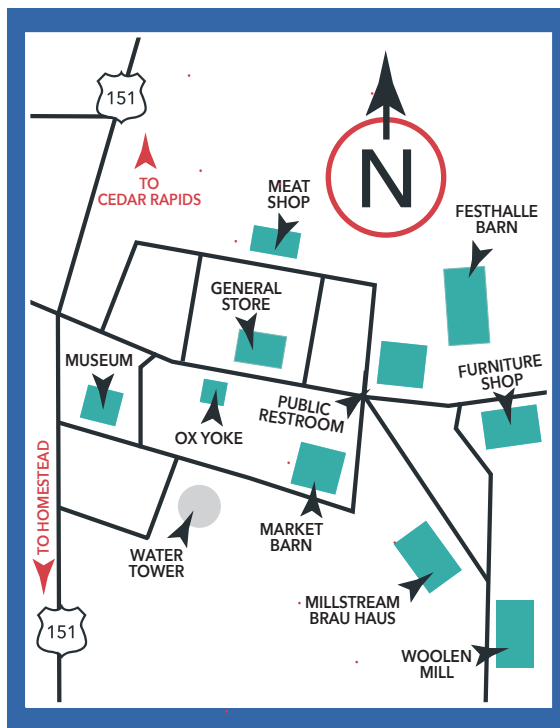 151
TO
CEDAR RAPIDS
N
MEAT
SHOP
FESTHALLE
BARN
GENERAL
STORE
MUSEUM
FURNITURE
SHOP
PUBLIC
RESTROOM
OX YOKE
TO HOMESTEAD
MARKET
BARN
WATER
TOWER
MILLSTREAM
BRAU HAUS
151
WOOLEN
MILL